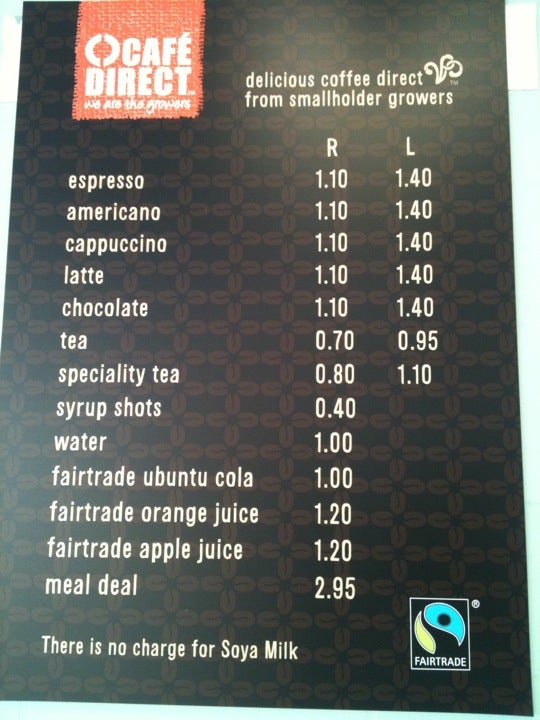 CAFÉ
DIRECT
we are the growers
delicious coffee direct
from smallholder growers
R L
espresso 1.10 1.40
americano 1.10 1.40
cappuccino 1.10 1.40
latte 1.10 1.40
chocolate 1.10 1.40
tea 0.70 0.95
speciality tea 0.80 1.10
syrup shots 0.40
water 1.00
fairtrade ubuntu cola 1.00
fairtrade orange juice 1.20
fairtrade apple juice 1.20
meal deal 2.95
There is no charge for Soya Milk
®
FAIRTRADE